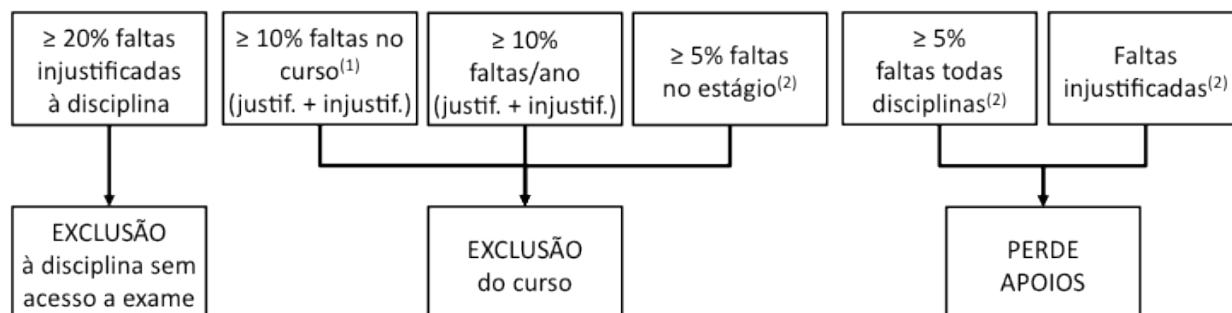 ≥ 20% faltas
injustificadas
à disciplina
≥ 10% faltas no
curso(1)
(justif. + injustif.)
≥ 10%
faltas/ano
(justif. + injustif.)
≥ 5% faltas
no estágio(2)
≥ 5%
faltas todas
disciplinas(2)
Faltas
injustificadas(2)
EXCLUSÃO
à disciplina sem
acesso a exame
EXCLUSÃO
do curso
PERDE
APOIOS